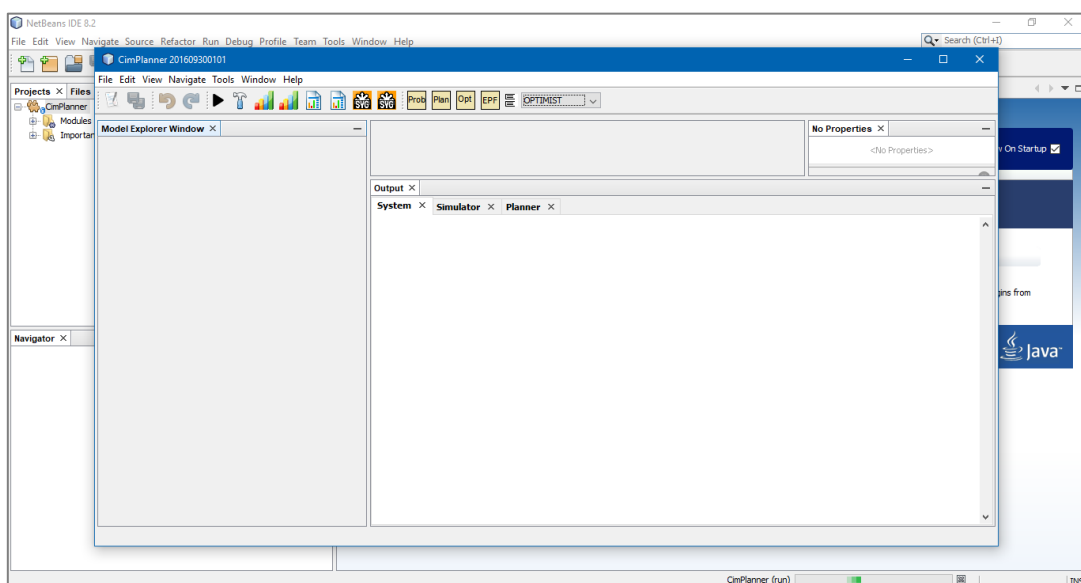 NetBeans IDE 8.2
File Edit View Navigate Source Refactor Run Debug Profile Team Tools Window Help
Search (Ctrl+I)
CimPlanner 201609300101
File Edit View Navigate Tools Window Help
Projects Files
SVG SVG Prob Plan Opt EPF OPTIMIST
CimPlanner
Modules
Importan
Model Explorer Window
No Properties
<No Properties>
On Startup
Output
System Simulator Planner
gins from
Navigator
Java
CimPlanner (run)
INS